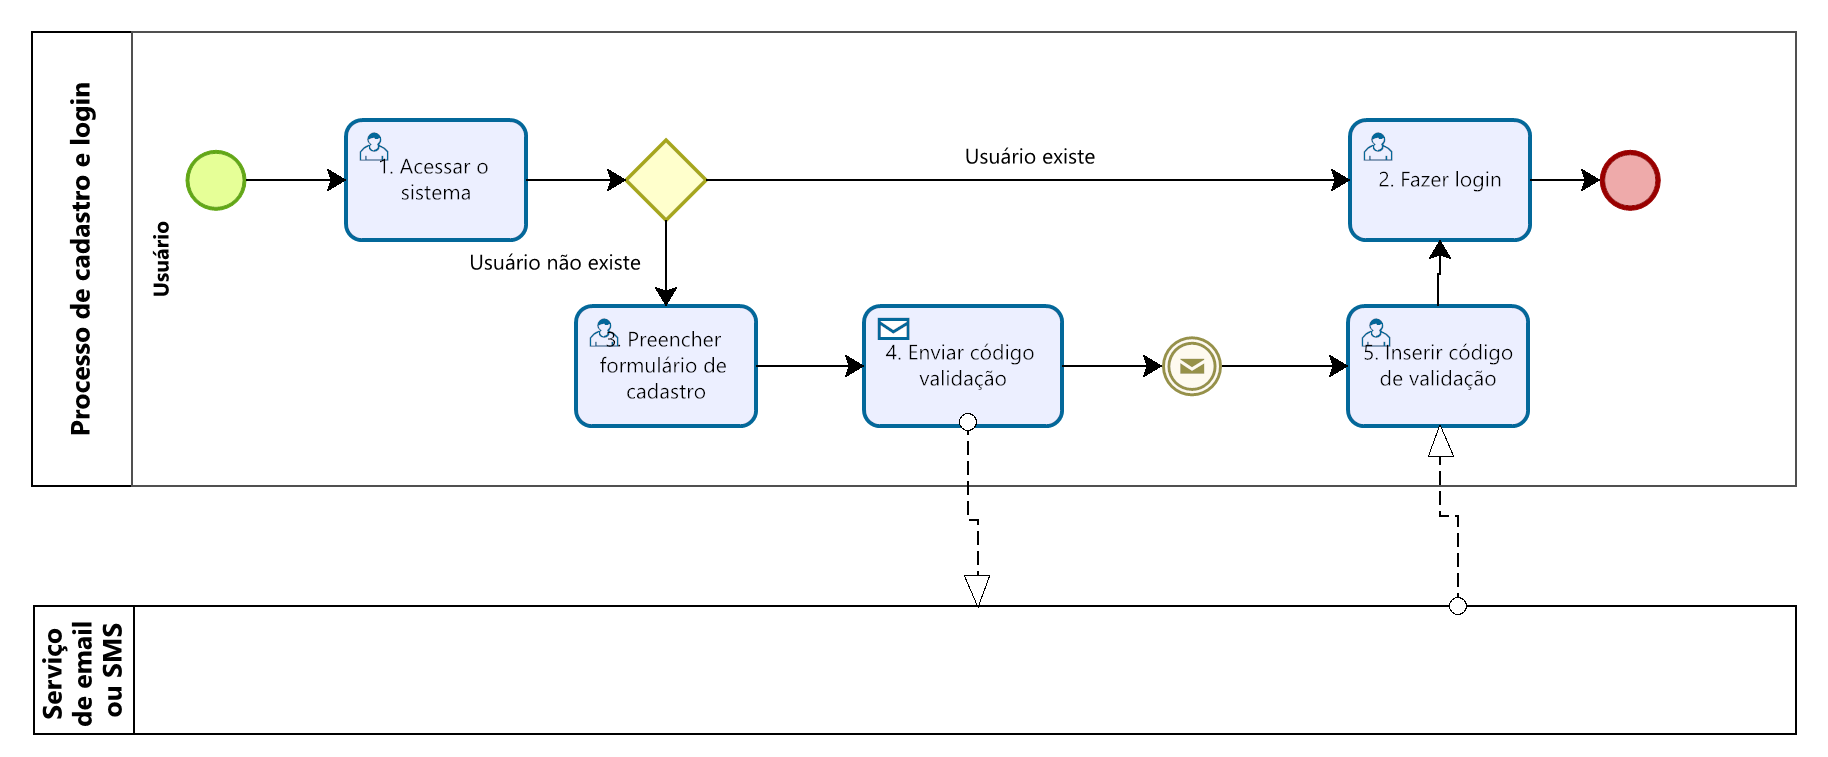 Processo de cadastro e login
Usuário
1. Acessar o
sistema
Usuário existe
2. Fazer login
Usuário não existe
3. Preencher
formulário de
cadastro
4. Enviar código
validação
5. Inserir código
de validação
Serviço
de email
ou SMS